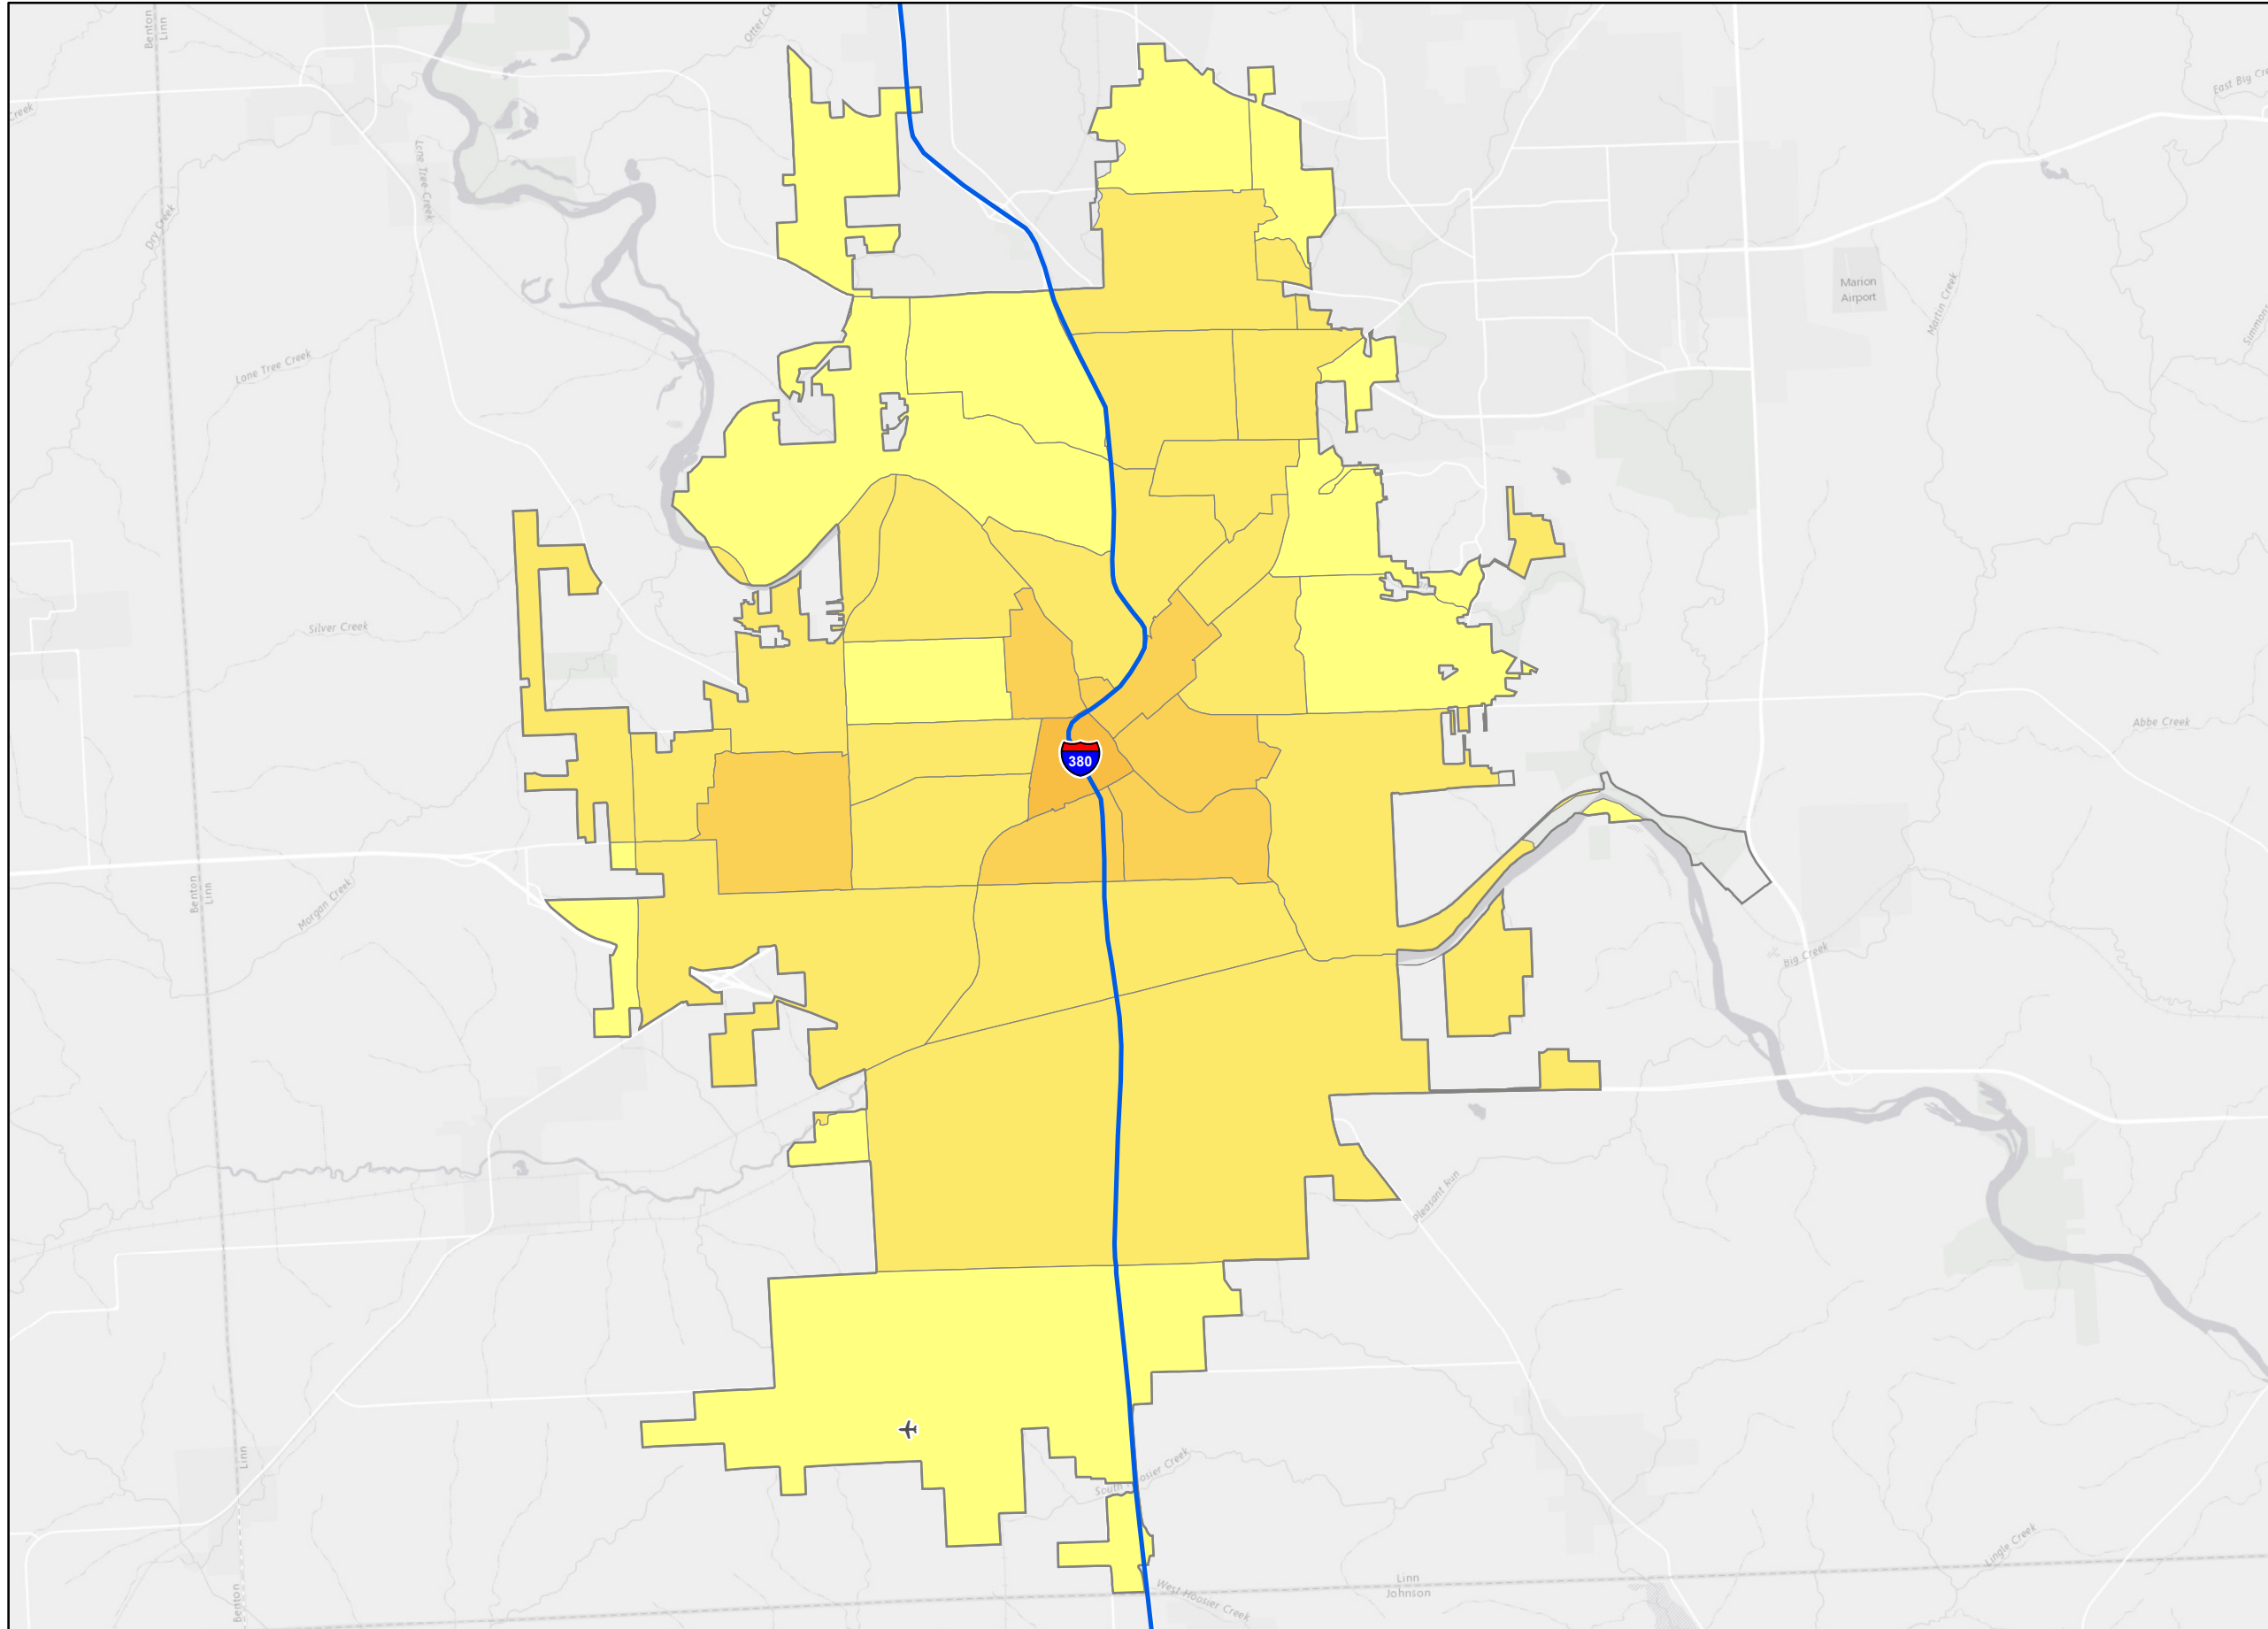 Benton
Linn
Otter Cre
East Big Cre
Creek
Lone Tree Creek
Dry Creek
Marion
Airport
Martin Creek
Simmons
Lone Tree Creek
Silver Creek
Abbe Creek
380
Benton
Linn
Morgan Creek
Big Creek
Pleasant Run
Linn
South Hoosier Creek
Benton
Linn
Johnson
West Hoosier Creek
Lingle Creek